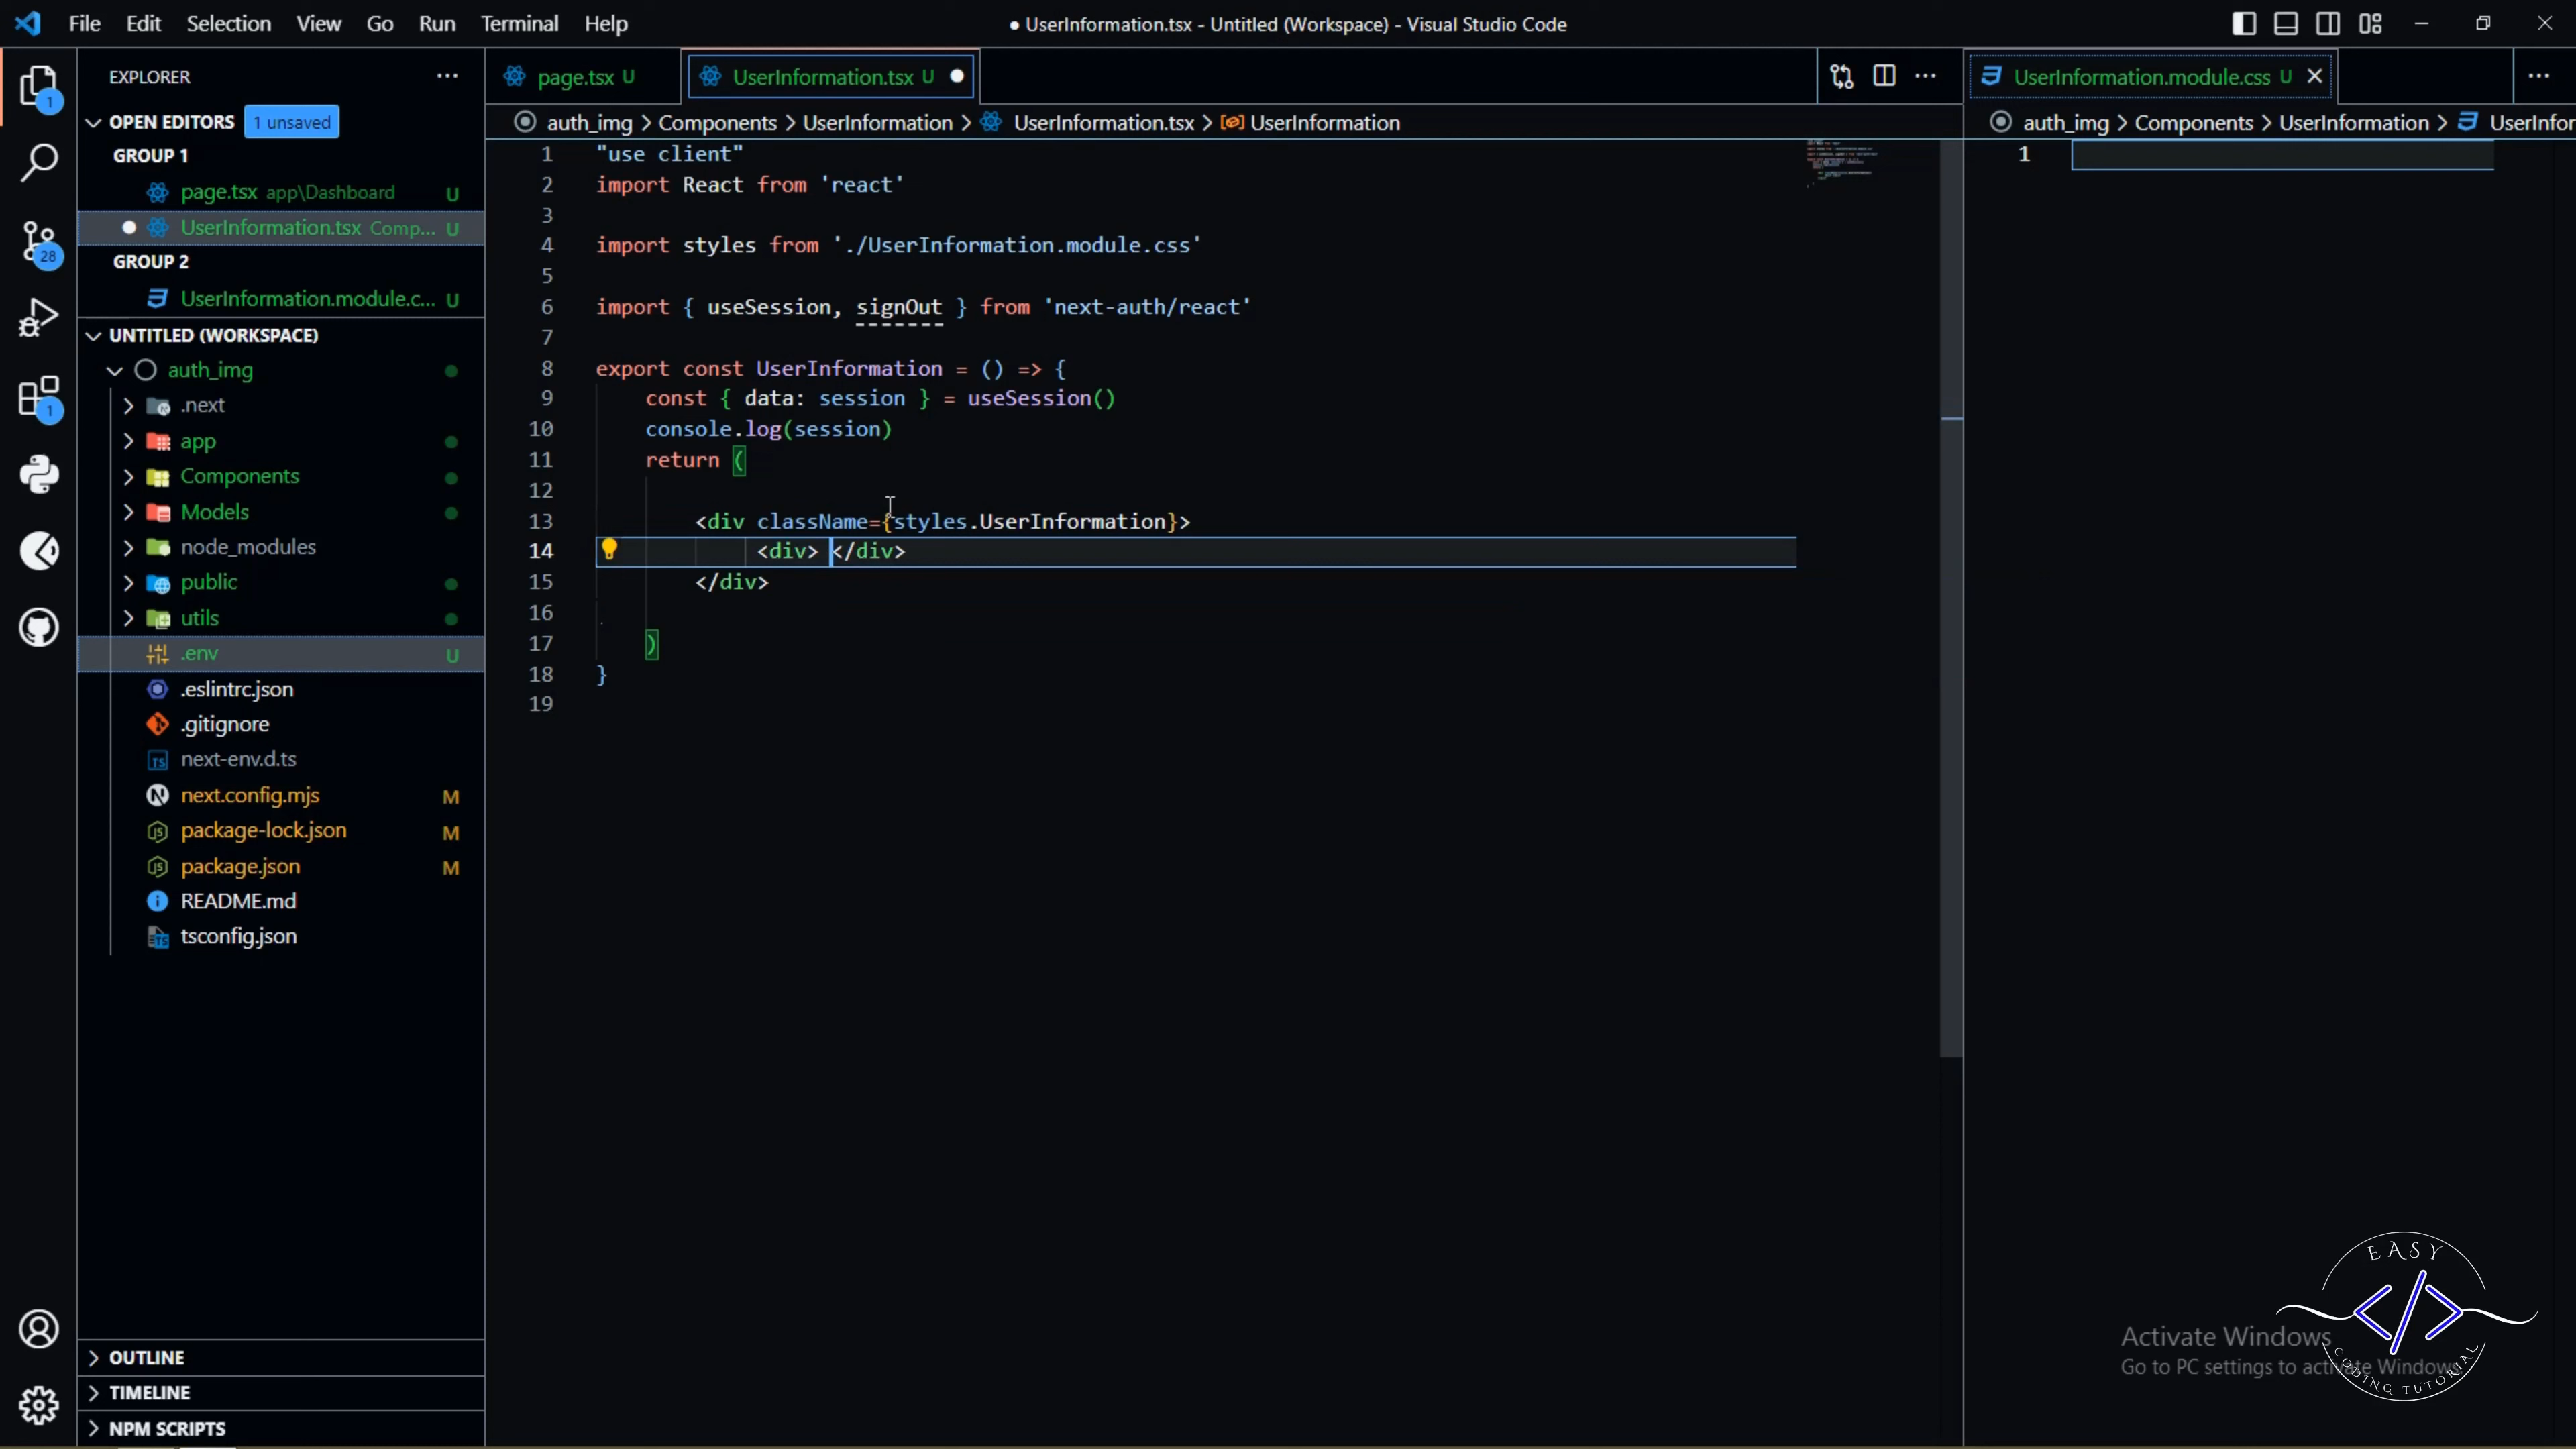 File Edit Selection View Go Run Terminal Help
● UserInformation.tsx - Untitled (Workspace) - Visual Studio Code
EXPLORER
OPEN EDITORS 1 unsaved
GROUP 1
page.tsx app\Dashboard U
UserInformation.tsx Comp... U
GROUP 2
UserInformation.module.c... U
UNTITLED (WORKSPACE)
auth_img
.next
app
Components
Models
node_modules
public
utils
.env U
.eslintrc.json
.gitignore
next-env.d.ts
next.config.mjs M
package-lock.json M
package.json M
README.md
tsconfig.json
OUTLINE
TIMELINE
NPM SCRIPTS
1
28
1
page.tsx U
UserInformation.tsx U
auth_img > Components > UserInformation > UserInformation.tsx > UserInformation
1 "use client"
2 import React from 'react'
3
4 import styles from './UserInformation.module.css'
5
6 import { useSession, signOut } from 'next-auth/react'
7
8 export const UserInformation = () => {
9 const { data: session } = useSession()
10 console.log(session)
11 return (
12
13 <div className={styles.UserInformation}>
14 <div> </div>
15 </div>
16
17 )
18 }
19
UserInformation.module.css U
auth_img > Components > UserInformation > UserInfor
1
Activate Windows
Go to PC settings to activate Windows.
EASY
CODING TUTORIAL